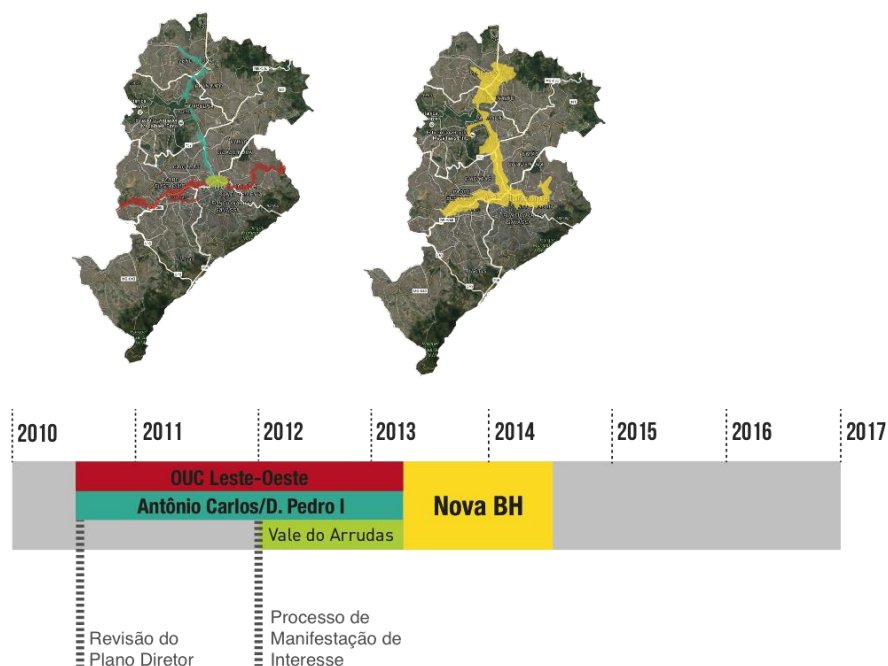 2010
2011
2012
2013
2014
2015
2016
2017
OUC Leste-Oeste
Antônio Carlos/D. Pedro I
Nova BH
Vale do Arrudas
Revisão do
Plano Diretor
Processo de
Manifestação de
Interesse